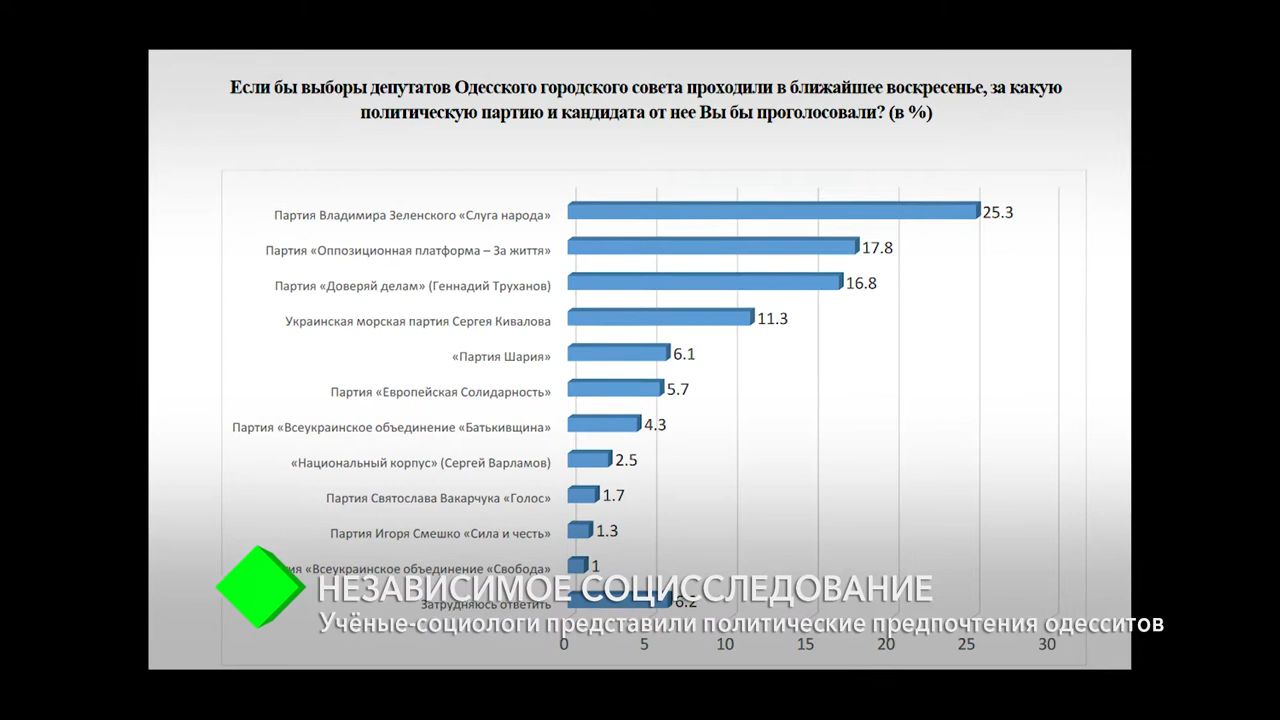 Если бы выборы депутатов Одесского городского совета проходили в ближайшее воскресенье, за какую
политическую партию и кандидата от нее Вы бы проголосовали? (в %)
Партия Владимира Зеленского «Слуга народа» 25.3
Партия «Оппозиционная платформа – За життя» 17.8
Партия «Доверяй делам» (Геннадий Труханов) 16.8
Украинская морская партия Сергея Кивалова 11.3
«Партия Шария» 6.1
Партия «Европейская Солидарность» 5.7
Партия «Всеукраинское объединение «Батькивщина» 4.3
«Национальный корпус» (Сергей Варламов) 2.5
Партия Святослава Вакарчука «Голос» 1.7
Партия Игоря Смешко «Сила и честь» 1.3
«Всеукраинское объединение «Свобода» 1
НЕЗАВИСИМОЕ СОЦИССЛЕДОВАНИЕ
Затрудняюсь ответить 6.2
Учёные-социологи представили политические предпочтения одесситов
0 5 10 15 20 25 30